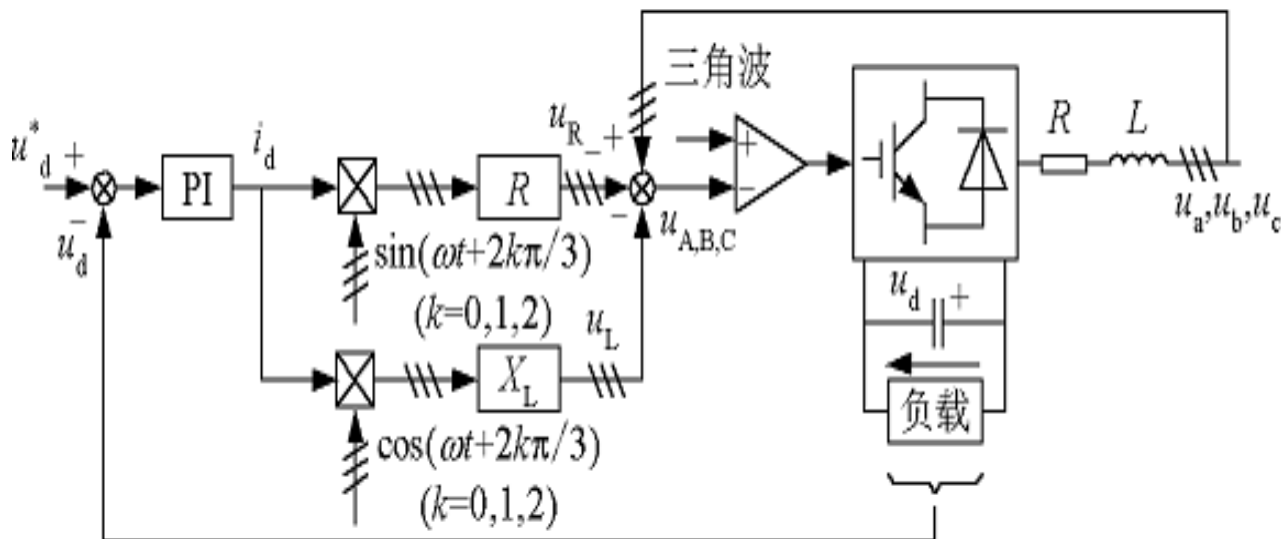 三角波
u*d +
-
ud
PI
id
uR
- +
-
R
uA,B,C
+
-
R
L
ua,ub,uc
sin(ωt+2kπ/3)
(k=0,1,2)
uL
XL
cos(ωt+2kπ/3)
(k=0,1,2)
ud
+
负载